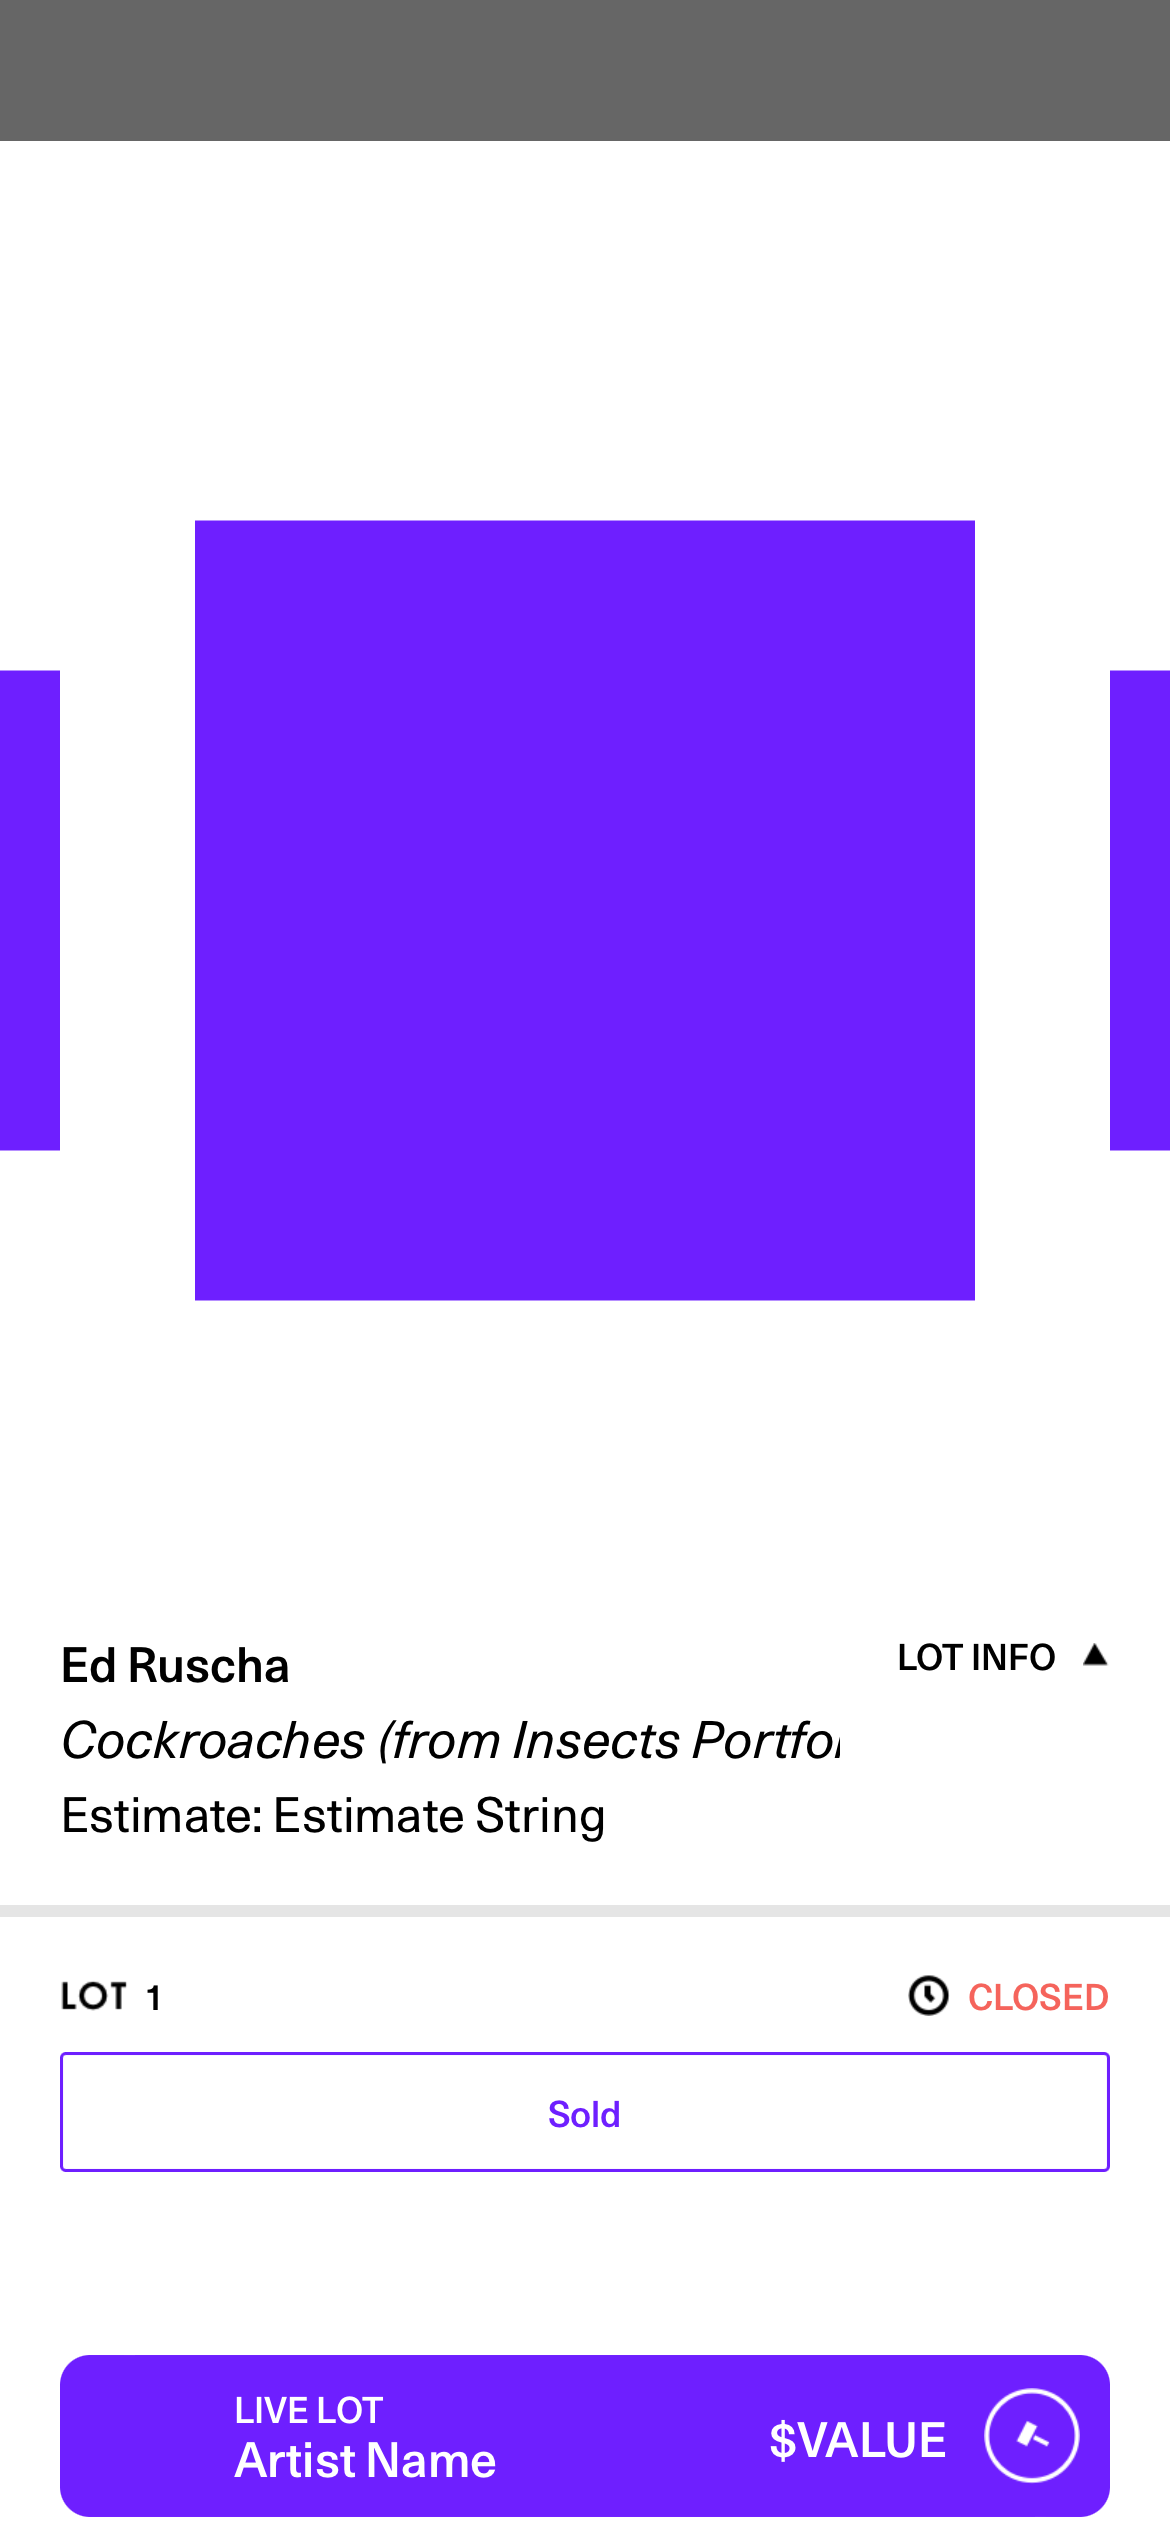 Ed Ruscha
LOT INFO
Cockroaches (from Insects
Estimate: Estimate String
LOT 1
CLOSED
Sold
LIVE LOT
Artist Name
$VALUE